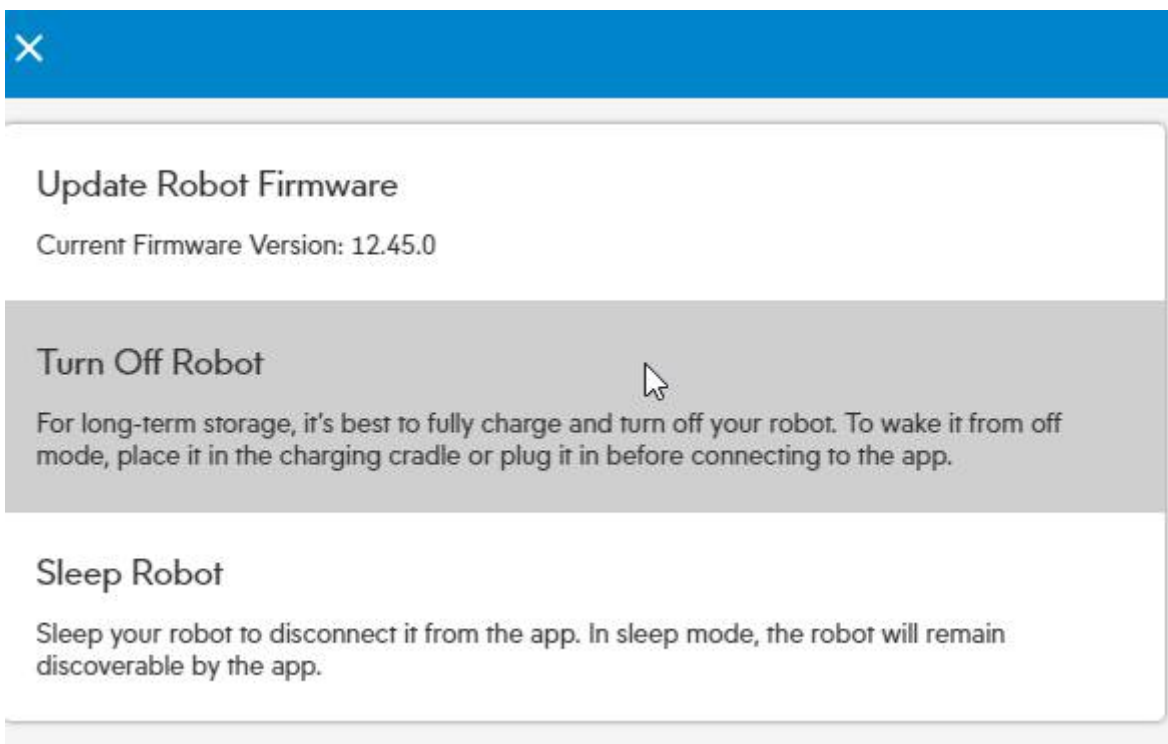 Update Robot Firmware
Current Firmware Version: 12.45.0
Turn Off Robot
For long-term storage, it's best to fully charge and turn off your robot. To wake it from off
mode, place it in the charging cradle or plug it in before connecting to the app.
Sleep Robot
Sleep your robot to disconnect it from the app. In sleep mode, the robot will remain
discoverable by the app.